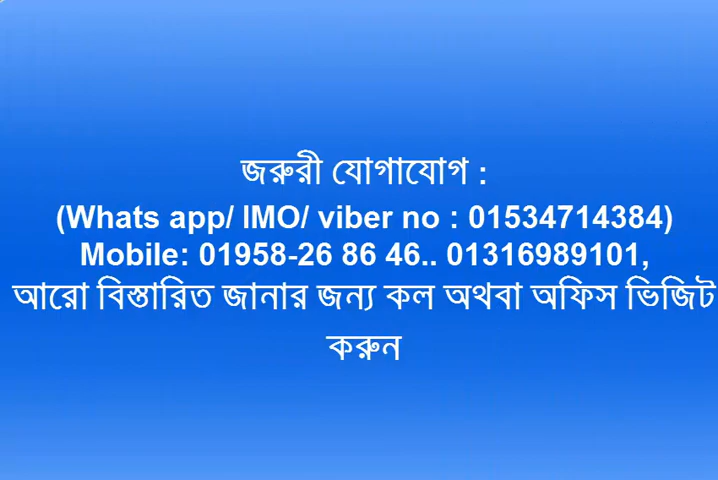 জরুরী যোগাযোগ :
(Whats app/ IMO/ viber no : 01534714384)
Mobile: 01958-26 86 46.. 01316989101,
আরো বিস্তারিত জানার জন্য কল অথবা অফিস ভিজিট
করুন